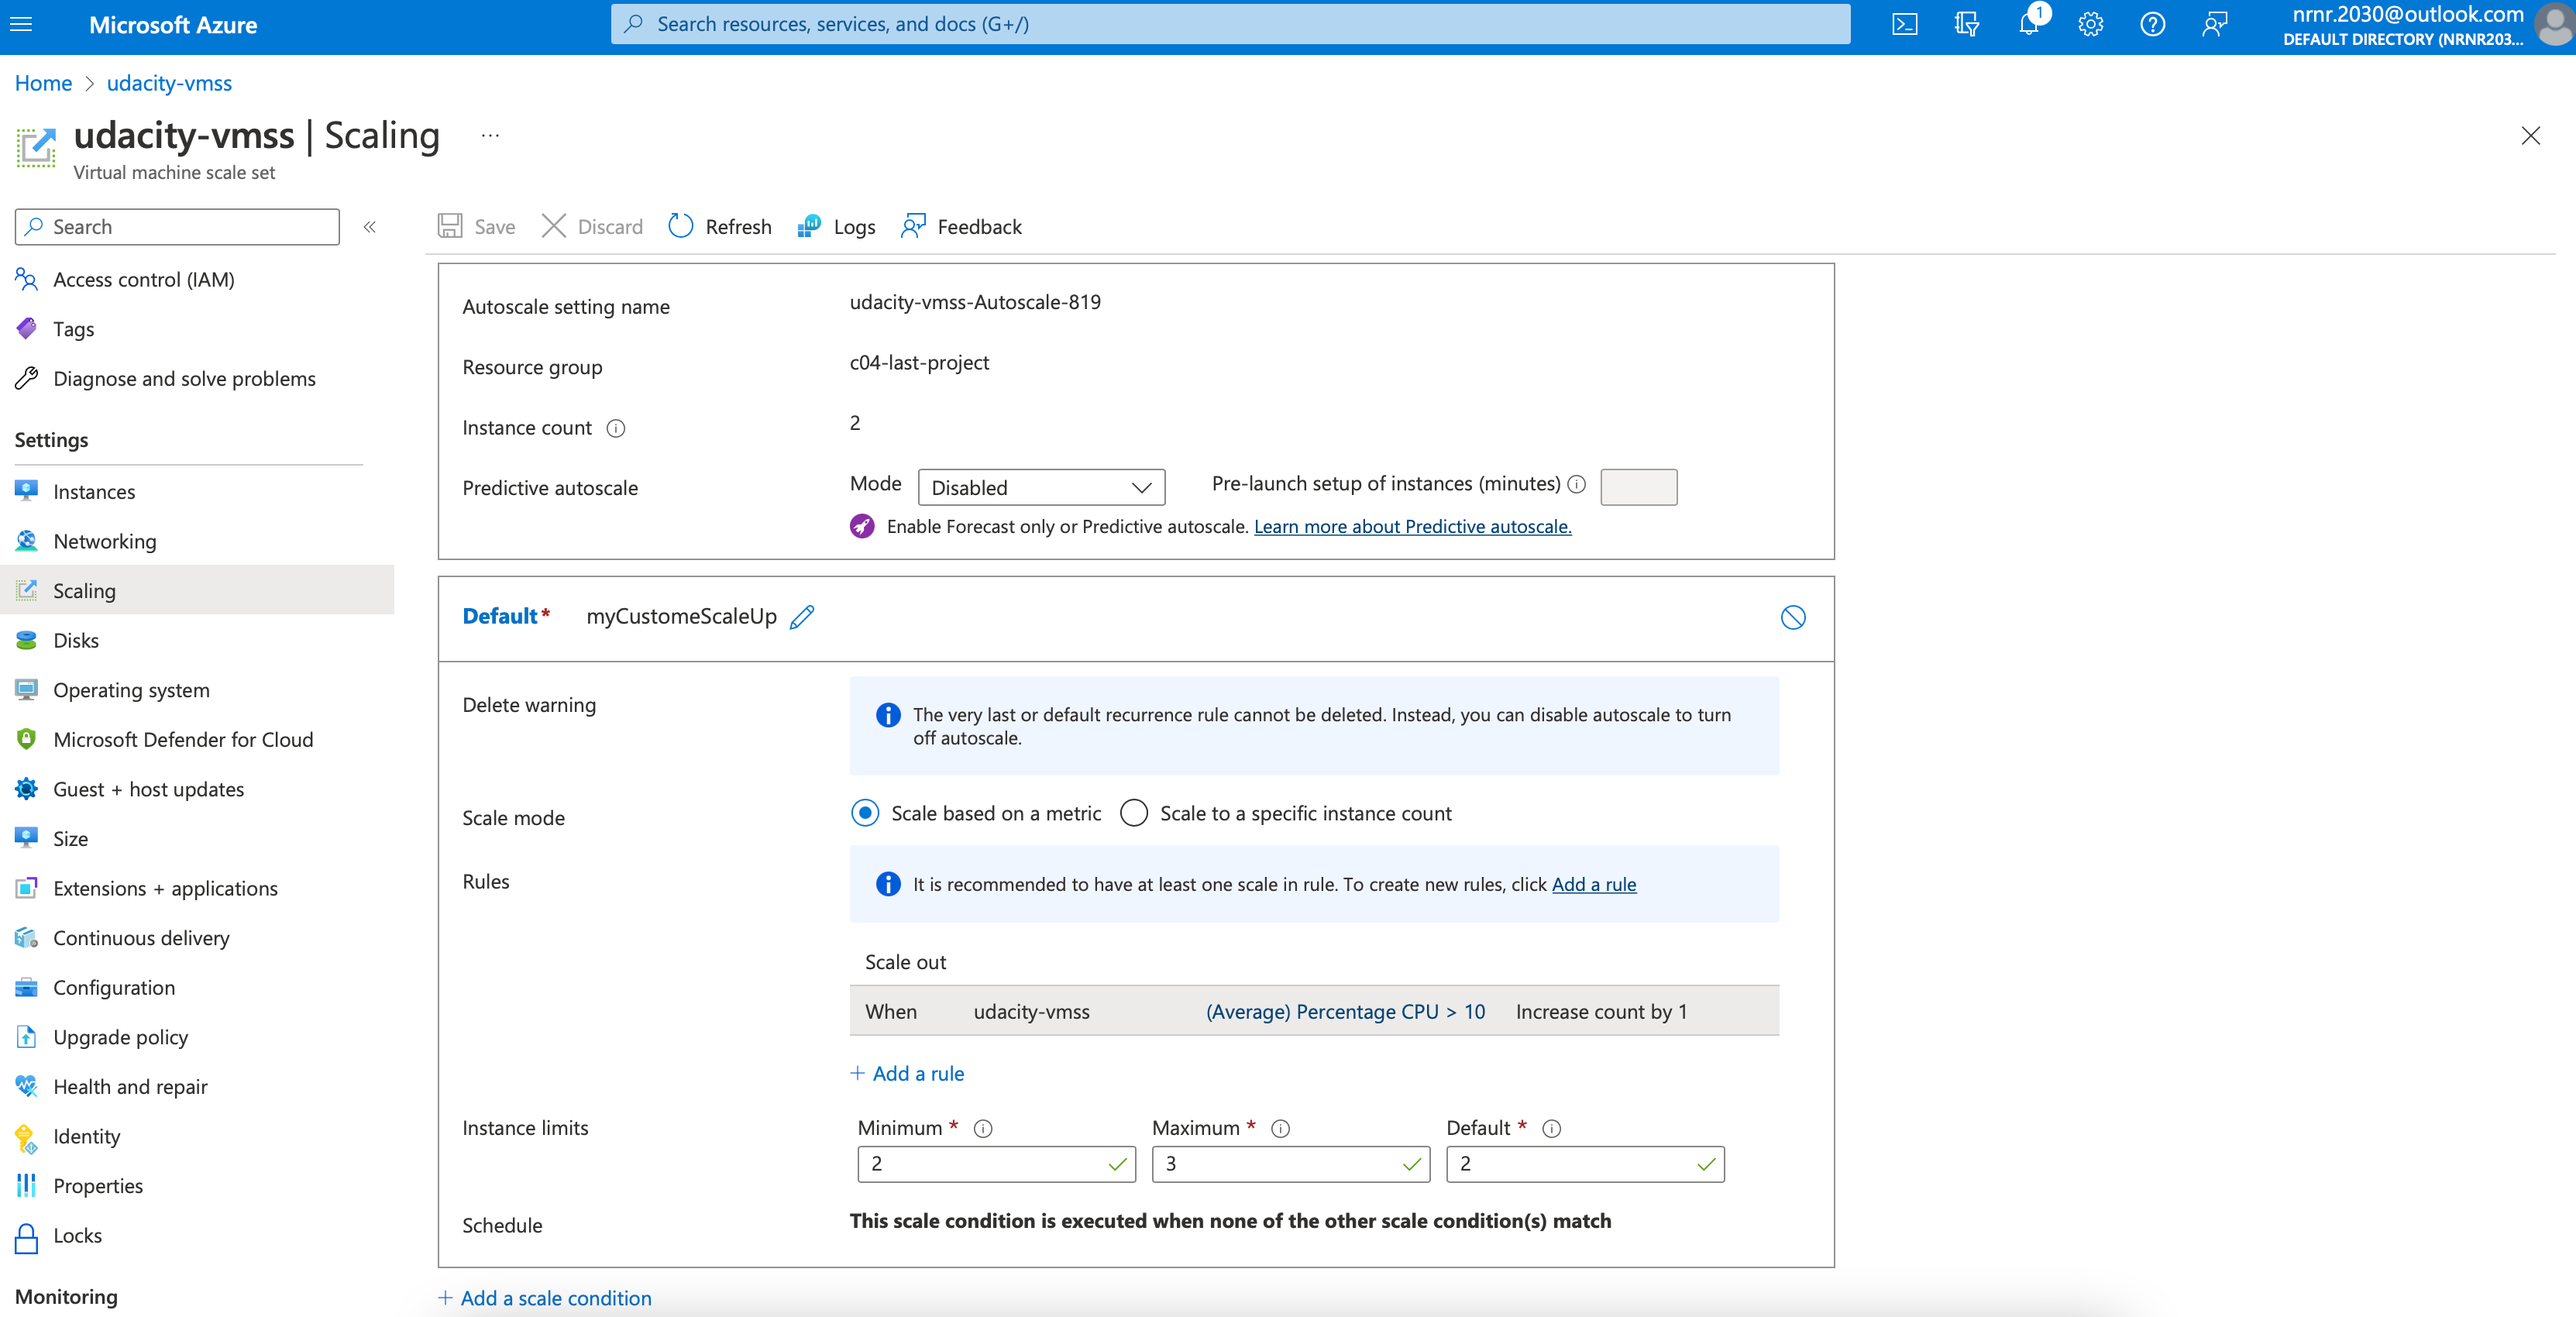 Microsoft Azure
Search resources, services, and docs (G+/)
1
nrnr.2030@outlook.com
DEFAULT DIRECTORY (NRNR203...
Home > udacity-vmss
udacity-vmss | Scaling ...
Virtual machine scale set
Search
«
Save
Discard
Refresh
Logs
Feedback
Access control (IAM)
Tags
Diagnose and solve problems
Settings
Instances
Networking
Scaling
Disks
Operating system
Microsoft Defender for Cloud
Guest + host updates
Size
Extensions + applications
Continuous delivery
Configuration
Upgrade policy
Health and repair
Identity
Properties
Locks
Monitoring
Autoscale setting name
udacity-vmss-Autoscale-819
Resource group
c04-last-project
Instance count
2
Predictive autoscale
Mode
Disabled
Pre-launch setup of instances (minutes)
Enable Forecast only or Predictive autoscale. Learn more about Predictive autoscale.
Default* myCustomeScaleUp
Delete warning
The very last or default recurrence rule cannot be deleted. Instead, you can disable autoscale to turn
off autoscale.
Scale mode
Scale based on a metric
Scale to a specific instance count
Rules
It is recommended to have at least one scale in rule. To create new rules, click Add a rule
Scale out
When udacity-vmss (Average) Percentage CPU > 10 Increase count by 1
+ Add a rule
Instance limits
Minimum * Maximum * Default *
2 3 2
Schedule
This scale condition is executed when none of the other scale condition(s) match
+ Add a scale condition